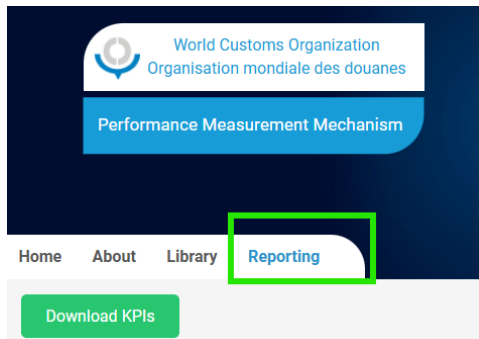 World Customs Organization
Organisation mondiale des douanes
Performance Measurement Mechanism
Home About Library Reporting
Download KPIs